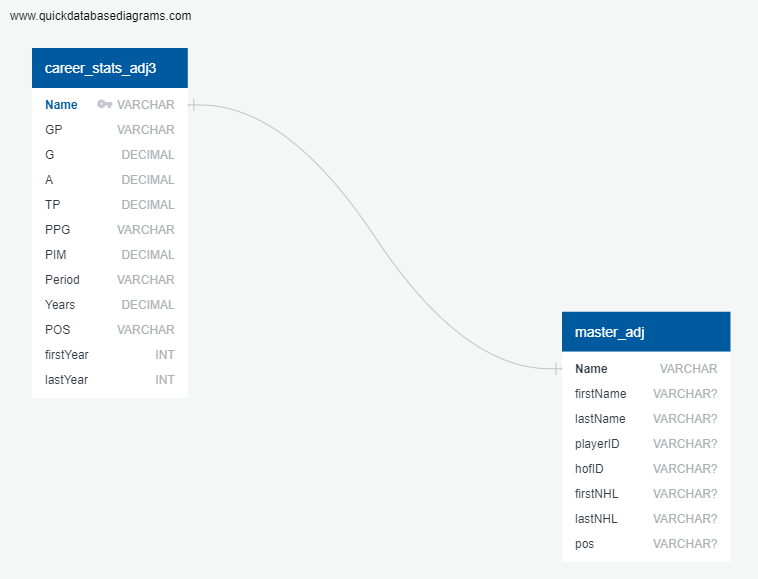 www.quickdatabasediagrams.com
career_stats_adj3
Name VARCHAR
GP VARCHAR
G DECIMAL
A DECIMAL
TP DECIMAL
PPG VARCHAR
PIM DECIMAL
Period VARCHAR
Years DECIMAL
POS VARCHAR
firstYear INT
lastYear INT
master_adj
Name VARCHAR
firstName VARCHAR?
lastName VARCHAR?
playerID VARCHAR?
hofID VARCHAR?
firstNHL VARCHAR?
lastNHL VARCHAR?
pos VARCHAR?